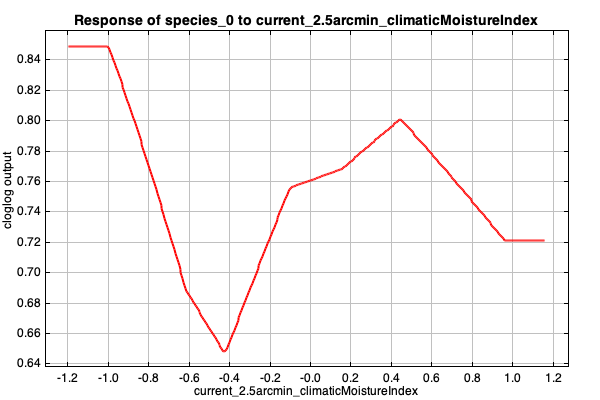 Response of species_0 to current_2.5arcmin_climaticMoistureIndex
cloglog output
0.84
0.82
0.80
0.78
0.76
0.74
0.72
0.70
0.68
0.66
0.64
-1.2 -1.0 -0.8 -0.6 -0.4 -0.2 -0.0 0.2 0.4 0.6 0.8 1.0 1.2
current_2.5arcmin_climaticMoistureIndex